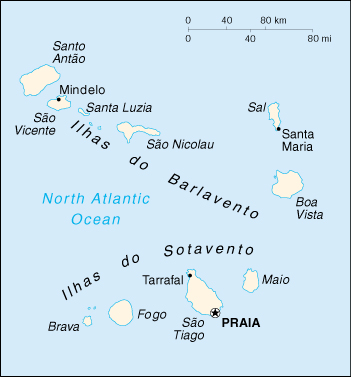 0 40 80 km
0 40 80 mi
Santo
Antão
Mindelo
São
Vicente
Santa Luzia
São Nicolau
Sal
Santa
Maria
Boa
Vista
Ilhas do Barlavento
North Atlantic
Ocean
Ilhas do Sotavento
Tarrafal
Maio
São
Tiago
PRAIA
Fogo
Brava